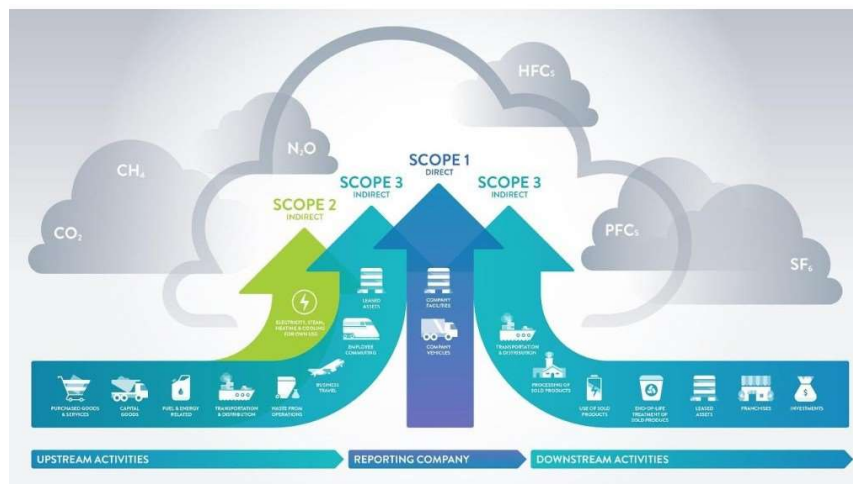 HFCs
N₂O
CH₄
CO₂
PFCs
SF₆
SCOPE 1
DIRECT
SCOPE 3
INDIRECT
SCOPE 3
INDIRECT
SCOPE 2
INDIRECT
ELECTRICITY, STEAM,
HEATING & COOLING
FOR OWN USE
LEASED
ASSETS
EMPLOYEE
COMMUTING
BUSINESS
TRAVEL
COMPANY
FACILITIES
COMPANY
VEHICLES
TRANSPORTATION
& DISTRIBUTION
PROCESSING OF
SOLD PRODUCTS
PURCHASED GOODS
& SERVICES
CAPITAL
GOODS
FUEL & ENERGY
RELATED
TRANSPORTATION
& DISTRIBUTION
WASTE FROM
OPERATIONS
USE OF SOLD
PRODUCTS
END-OF-LIFE
TREATMENT OF
SOLD PRODUCT
LEASED
ASSETS
FRANCHISES
$
INVESTMENTS
UPSTREAM ACTIVITIES
REPORTING COMPANY
DOWNSTREAM ACTIVITIES